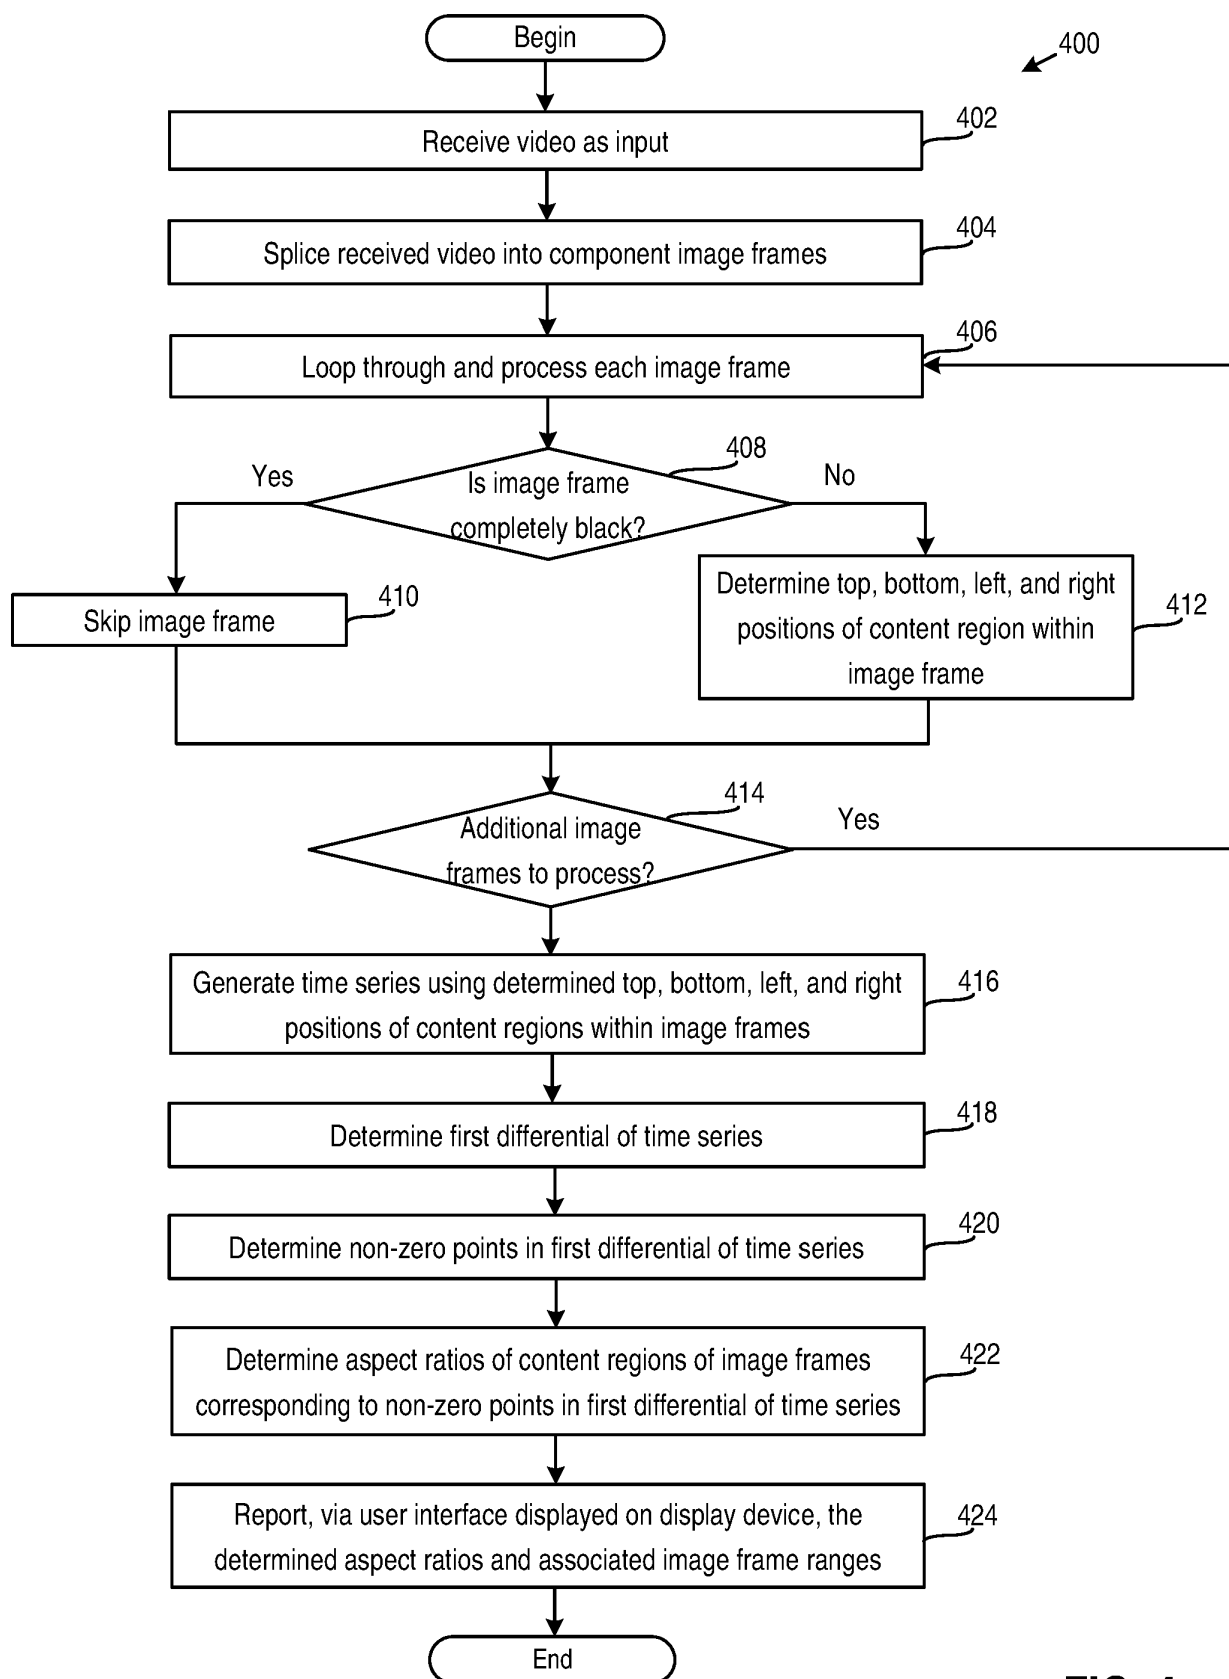 Begin
400
402
Receive video as input
404
Splice received video into component image frames
406
Loop through and process each image frame
408
Yes
No
Is image frame
completely black?
410
Skip image frame
Determine top, bottom, left, and right
positions of content region within
image frame
412
414
Yes
Additional image
frames to process?
Generate time series using determined top, bottom, left, and right
positions of content regions within image frames
416
418
Determine first differential of time series
420
Determine non-zero points in first differential of time series
Determine aspect ratios of content regions of image frames
corresponding to non-zero points in first differential of time series
422
Report, via user interface displayed on display device, the
determined aspect ratios and associated image frame ranges
424
End